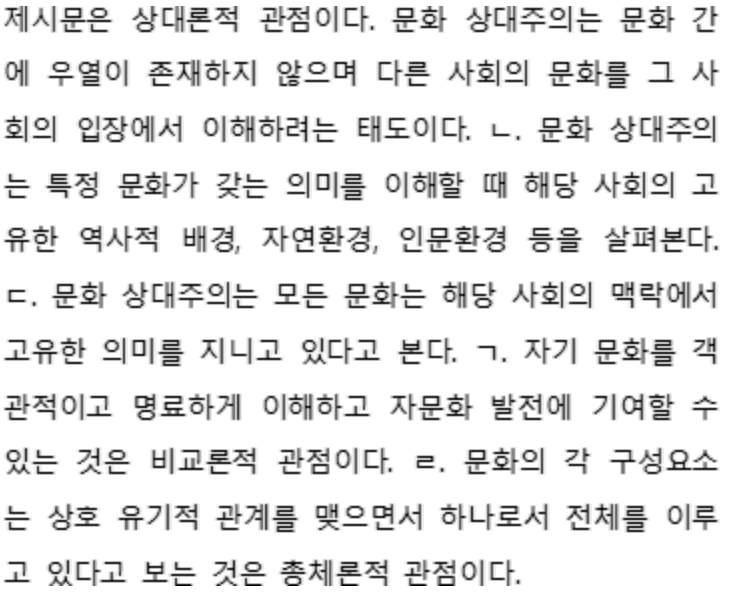 제시문은 상대론적 관점이다. 문화 상대주의는 문화 간
에 우열이 존재하지 않으며 다른 사회의 문화를 그 사
회의 입장에서 이해하려는 태도이다. ㄴ. 문화 상대주의
는 특정 문화가 갖는 의미를 이해할 때 해당 사회의 고
유한 역사적 배경, 자연환경, 인문환경 등을 살펴본다.
ㄷ. 문화 상대주의는 모든 문화는 해당 사회의 맥락에서
고유한 의미를 지니고 있다고 본다. ㄱ. 자기 문화를 객
관적이고 명료하게 이해하고 자문화 발전에 기여할 수
있는 것은 비교론적 관점이다. ㄹ. 문화의 각 구성요소
는 상호 유기적 관계를 맺으면서 하나로서 전체를 이루
고 있다고 보는 것은 총체론적 관점이다.